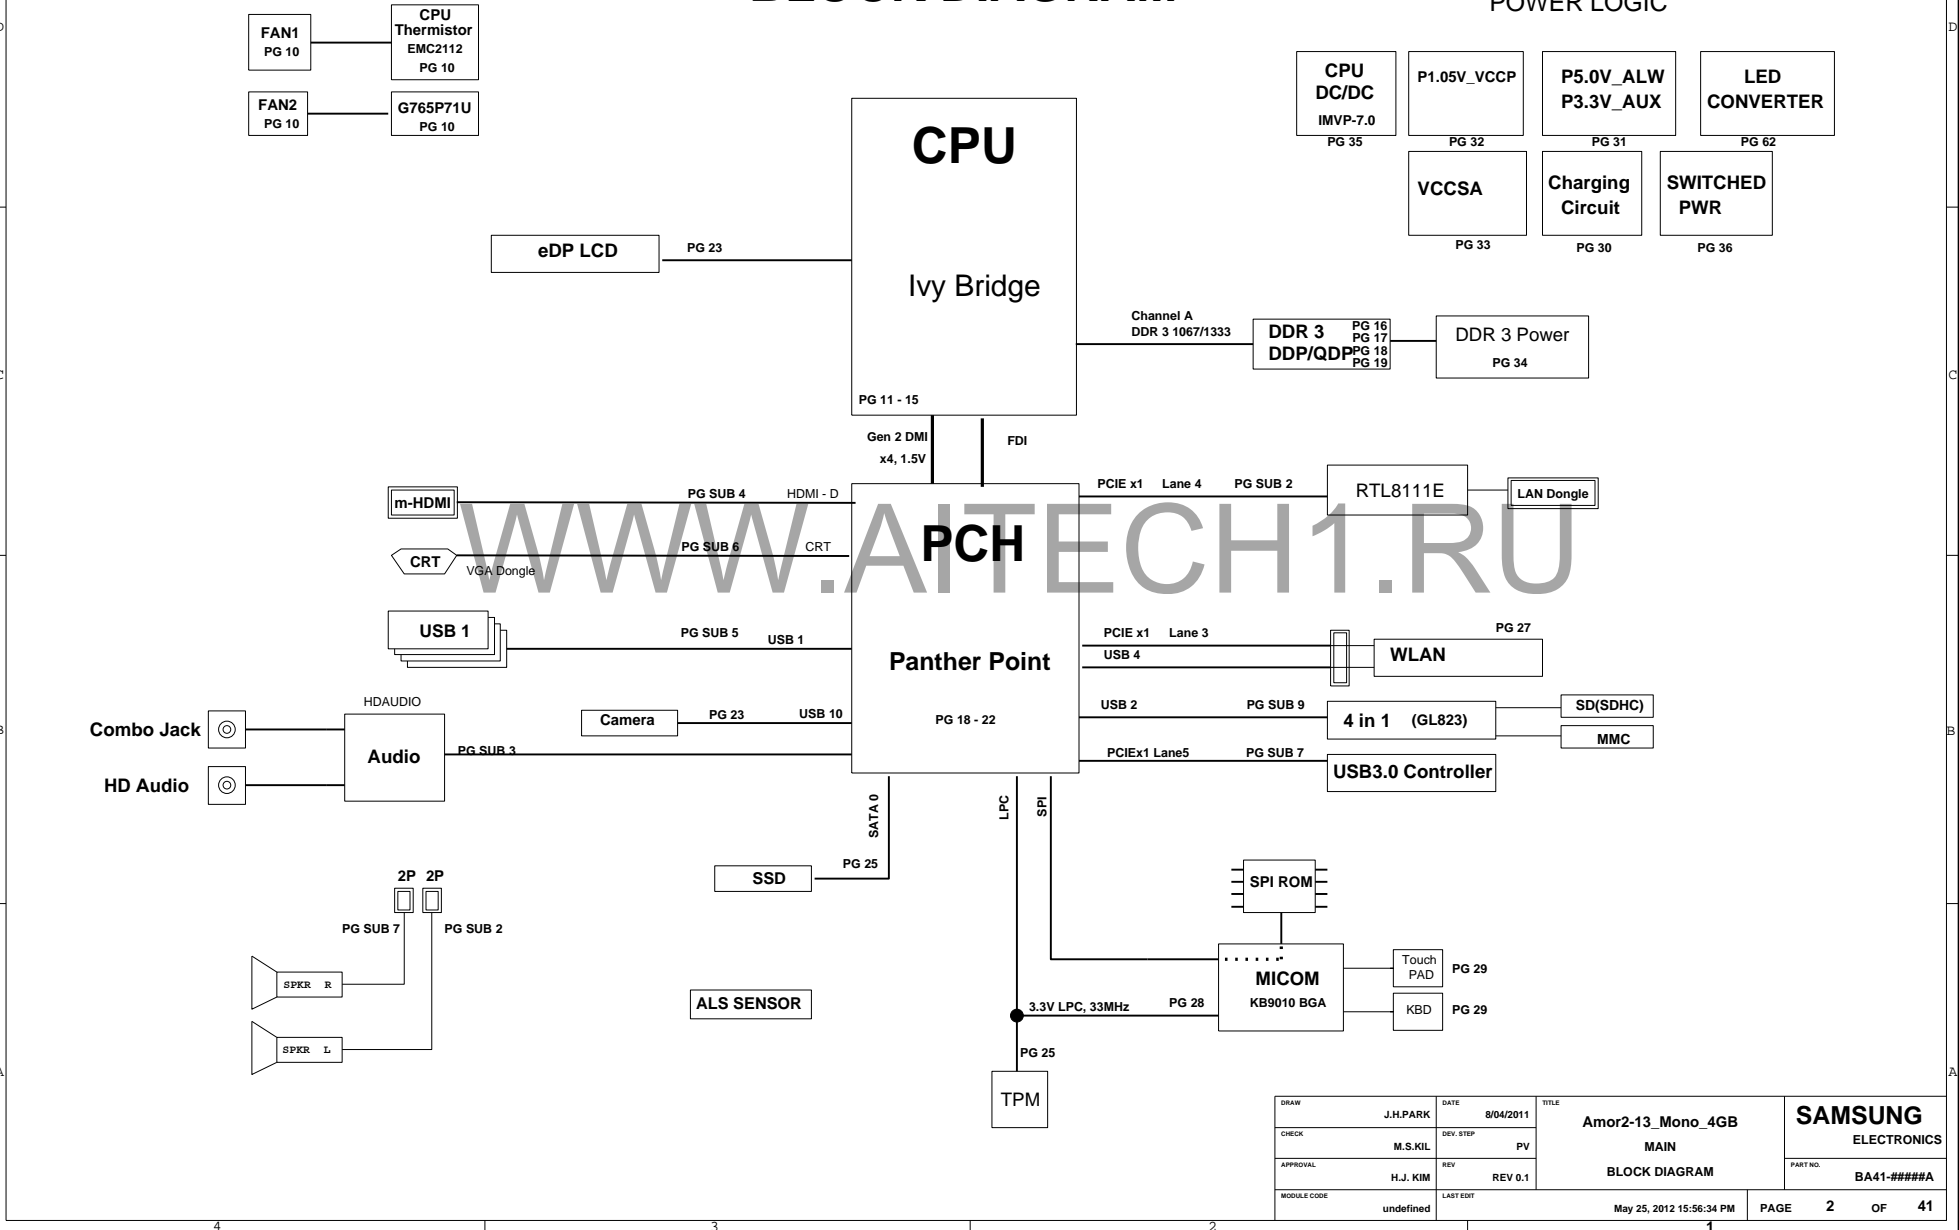 BLOCK DIAGRAM
POWER LOGIC
FAN1
PG 10
CPU
Thermistor
EMC2112
PG 10
FAN2
PG 10
G765P71U
PG 10
CPU
DC/DC
IMVP-7.0
PG 35
P1.05V_VCCP
PG 32
P5.0V_ALW
P3.3V_AUX
PG 31
LED
CONVERTER
PG 62
VCCSA
PG 33
Charging
Circuit
PG 30
SWITCHED
PWR
PG 36
CPU
Ivy Bridge
PG 11 - 15
eDP LCD
PG 23
Channel A
DDR 3 1067/1333
DDR 3
DDP/QDP
PG 16
PG 17
PG 18
PG 19
DDR 3 Power
PG 34
Gen 2 DMI
x4, 1.5V
FDI
m-HDMI
PG SUB 4
HDMI - D
CRT
VGA Dongle
PG SUB 6
CRT
WWW.AITECH1.RU
PCH
Panther Point
PG 18 - 22
PCIE x1 Lane 4
PG SUB 2
RTL8111E
LAN Dongle
USB 1
PG SUB 5
USB 1
PCIE x1 Lane 3
USB 4
PG 27
WLAN
HDAUDIO
Combo Jack
HD Audio
Audio
PG SUB 3
Camera
PG 23
USB 10
USB 2
PG SUB 9
4 in 1 (GL823)
SD(SDHC)
MMC
PCIEx1 Lane5
PG SUB 7
USB3.0 Controller
SATA 0
LPC
SPI
PG 25
SSD
2P 2P
PG SUB 7
PG SUB 2
SPKR R
SPKR L
ALS SENSOR
SPI ROM
MICOM
KB9010 BGA
Touch
PAD
PG 29
KBD
PG 29
3.3V LPC, 33MHz
PG 28
PG 25
TPM
DRAW
J.H.PARK
DATE
8/04/2011
TITLE
Amor2-13_Mono_4GB
MAIN
BLOCK DIAGRAM
SAMSUNG
ELECTRONICS
CHECK
M.S.KIL
DEV. STEP
PV
APPROVAL
H.J. KIM
REV
REV 0.1
PART NO.
BA41-#####A
MODULE CODE
undefined
LAST EDIT
May 25, 2012 15:56:34 PM
PAGE 2 OF 41
D
D
C
C
B
B
A
A
4
3
2
1